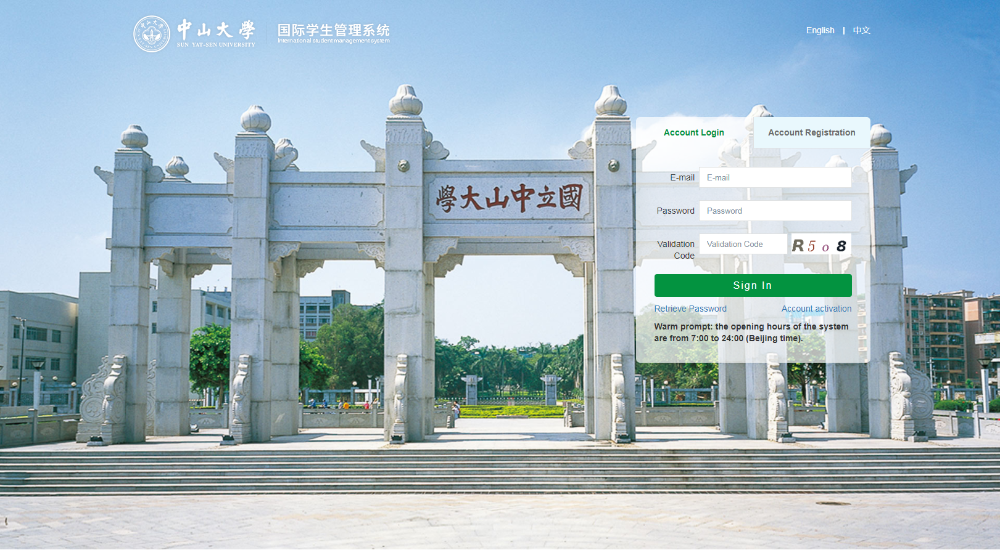 中山大學
SUN YAT-SEN UNIVERSITY
国际学生管理系统
International student management system
English | 中文
Account Login
Account Registration
學大山中立國
E-mail
E-mail
Password
Password
Validation Code
Validation Code
R5o8
Sign In
Retrieve Password
Account activation
Warm prompt: the opening hours of the system
are from 7:00 to 24:00 (Beijing time).